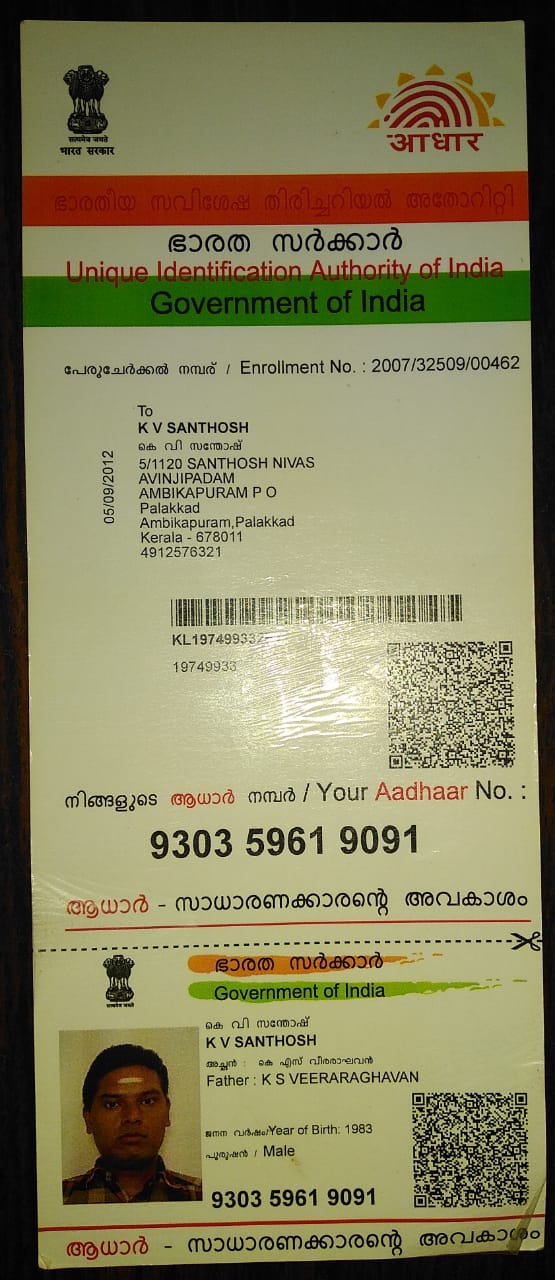 सत्यमेव जयते
भारत सरकार
आधार
ഭാരതീയ സവിശേഷ തിരിച്ചറിയൽ അതോറിറ്റി
ഭാരത സർക്കാർ
Unique Identification Authority of India
Government of India
പേരുചേർക്കൽ നമ്പര് / Enrollment No. : 2007/32509/00462
05/09/2012
To
K V SANTHOSH
കെ വി സന്തോഷ്
5/1120 SANTHOSH NIVAS
AVINJIPADAM
AMBIKAPURAM P O
Palakkad
Ambikapuram,Palakkad
Kerala - 678011
4912576321
19749933
നിങ്ങളുടെ ആധാർ നമ്പർ / Your Aadhaar No. :
9303 5961 9091
ആധാർ - സാധാരണക്കാരന്റെ അവകാശം
ഭാരത സർക്കാർ
Government of India
കെ വി സന്തോഷ്
K V SANTHOSH
അച്ഛൻ : കെ എസ് വീരരാഘവൻ
Father : K S VEERARAGHAVAN
ജനന വർഷം/Year of Birth: 1983
പുരുഷൻ / Male
9303 5961 9091
ആധാർ - സാധാരണക്കാരന്റെ അവകാശം